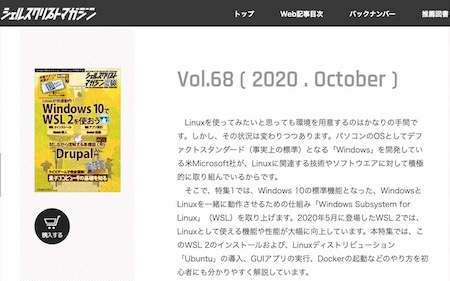 シェルスクリプトマガジン
トップ Web記事目次 バックナンバー 推薦図書
シェルスクリプトマガジン
Windows 10で
WSL 2を使おう
Drupal
購入する
Vol.68 ( 2020 . October )
Linuxを使ってみたいと思っても環境を用意するのはかなりの手間で
す。しかし、その状況は変わりつつあります。パソコンのOSとしてデフ
ァクトスタンダード（事実上の標準）となる「Windows」を開発してい
る米Microsoft社が、Linuxに関連する技術やソフトウエアに対して積極
的に取り組んでいるからです。
そこで、特集1では、Windows 10の標準機能となった、Windowsと
Linuxを一緒に動作させるための仕組み「Windows Subsystem for
Linux」（WSL）を取り上げます。2020年5月に登場したWSL 2では、
Linuxとして使える機能や性能が大幅に向上しています。本特集では、こ
のWSL 2のインストールおよび、Linuxディストリビューション
「Ubuntu」の導入、GUIアプリの実行、Dockerの起動などのやり方を初
心者にも分かりやすく解説しています。